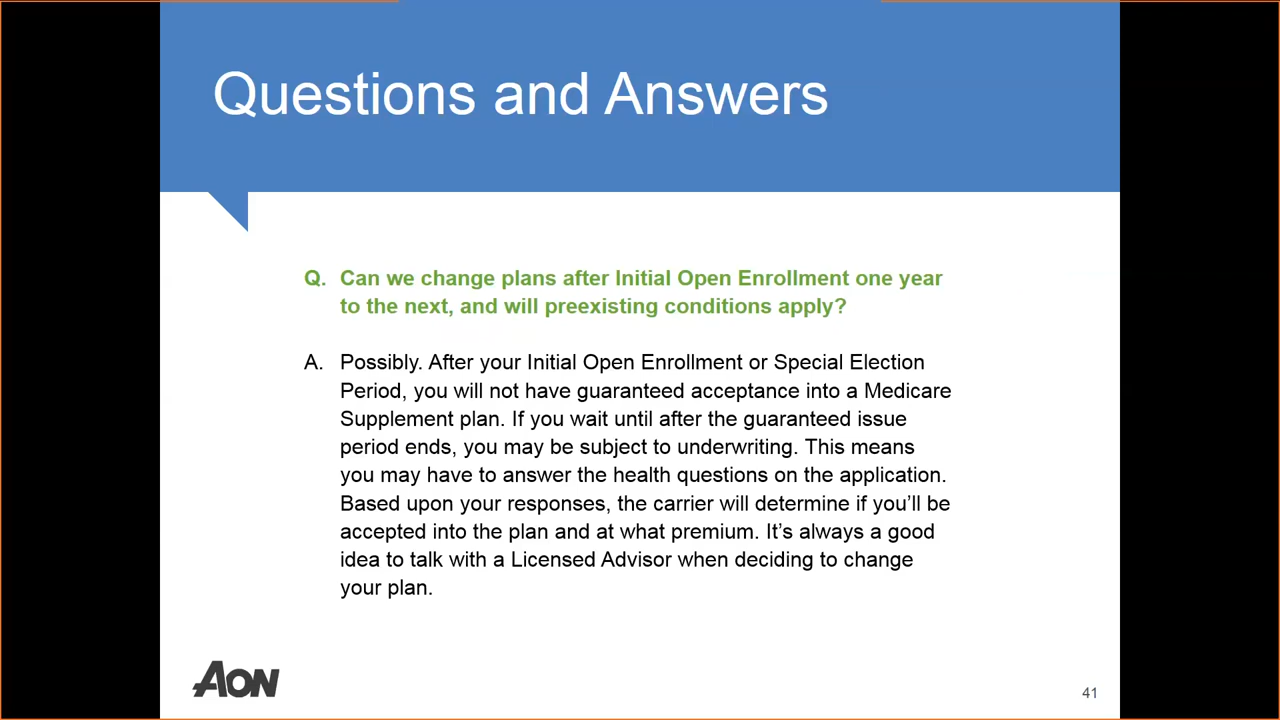 Questions and Answers
Q. Can we change plans after Initial Open Enrollment one year
to the next, and will preexisting conditions apply?
A. Possibly. After your Initial Open Enrollment or Special Election
Period, you will not have guaranteed acceptance into a Medicare
Supplement plan. If you wait until after the guaranteed issue
period ends, you may be subject to underwriting. This means
you may have to answer the health questions on the application.
Based upon your responses, the carrier will determine if you’ll be
accepted into the plan and at what premium. It’s always a good
idea to talk with a Licensed Advisor when deciding to change
your plan.
AON
41